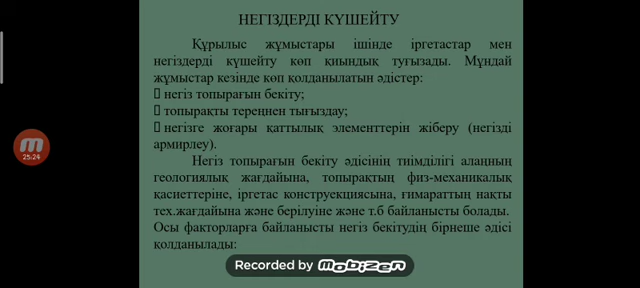 НЕГІЗДЕРДІ КҮШЕЙТУ
Құрылыс жұмыстары ішінде іргетастар мен
негіздерді күшейту көп қиындық туғызады. Мұндай
жұмыстар кезінде көп қолданылатын әдістер:
негіз топырағын бекіту;
топырақты тереңнен тығыздау;
негізге жоғары қаттылық элементтерін жіберу (негізді
армирлеу).
Негіз топырағын бекіту әдісінің тиімділігі алаңның
геологиялық жағдайына, топырақтың физ-механикалық
қасиеттеріне, іргетас конструкциясына, ғимараттың нақты
тех.жағдайына және берілуіне және т.б байланысты болады.
Осы факторларға байланысты негіз бекітудің бірнеше әдісі
қолданылады:
25:24
Recorded by mobizen